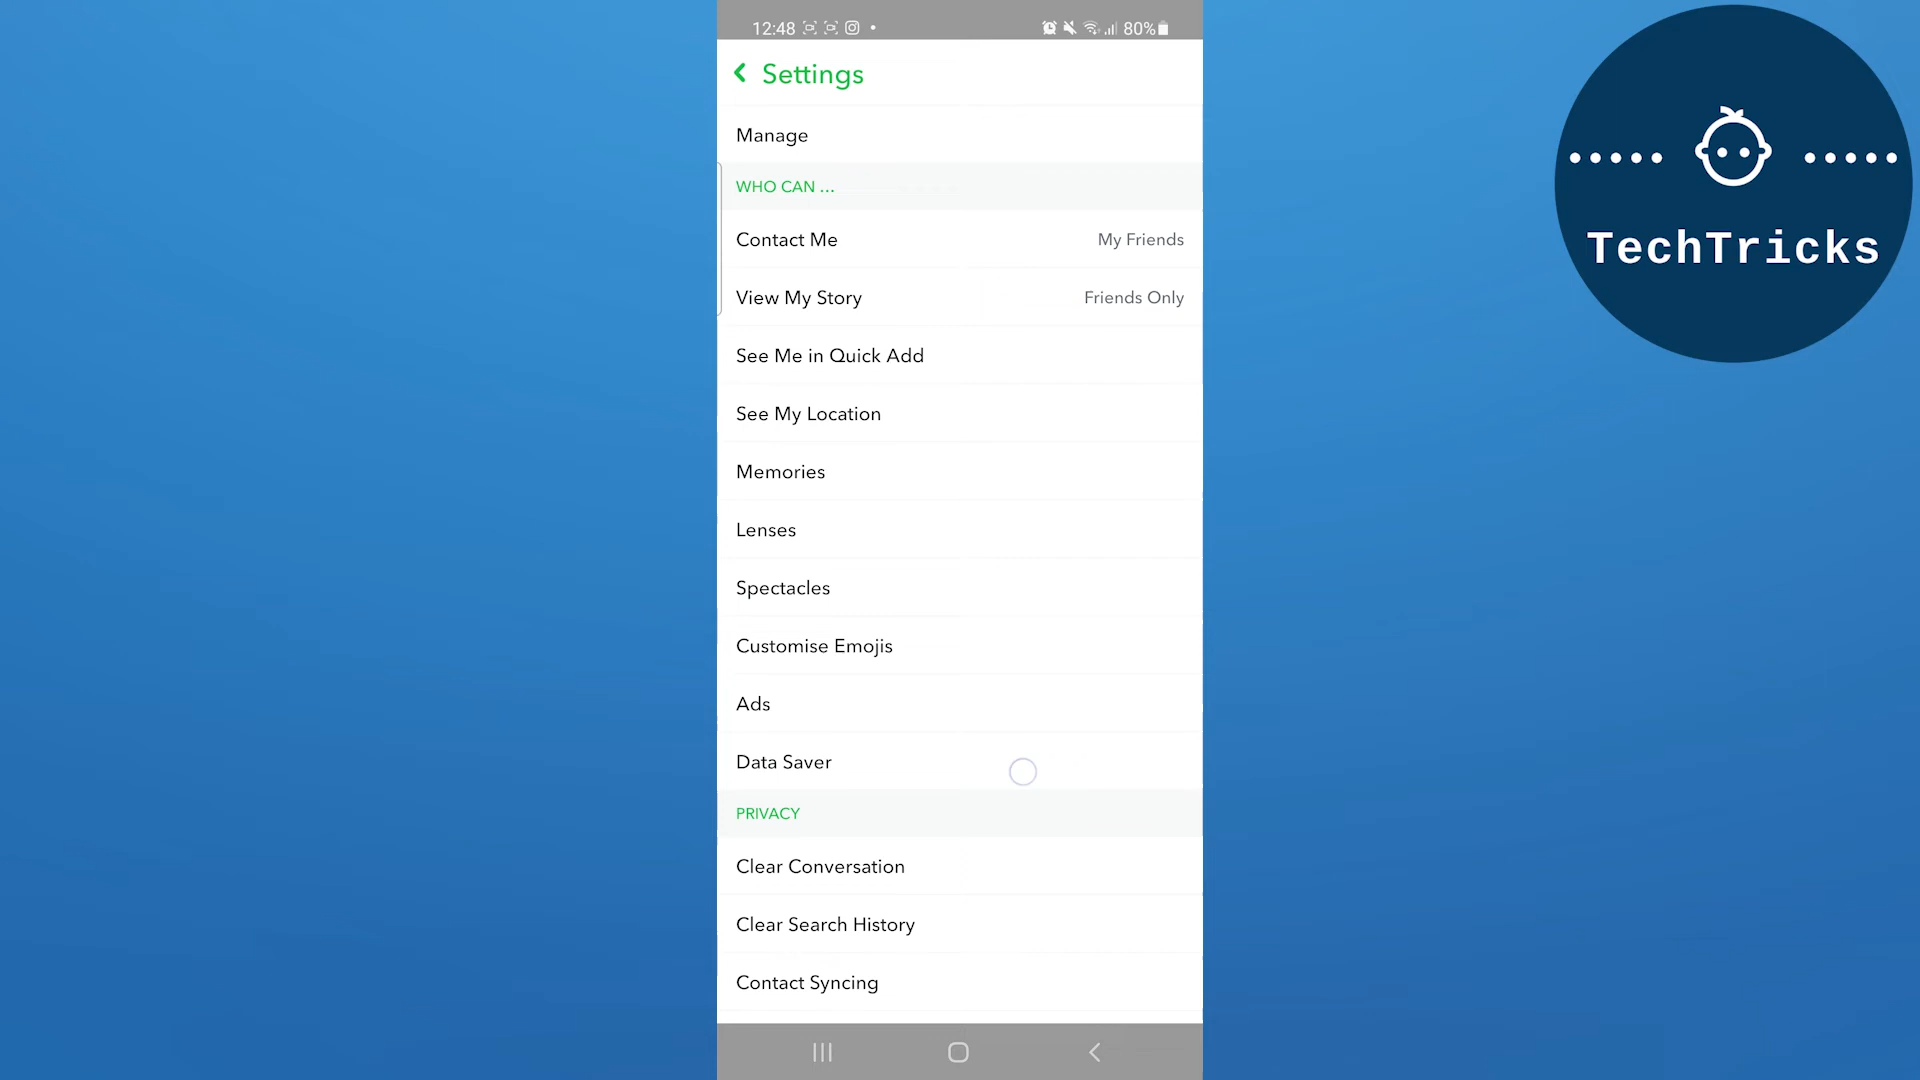 12:48
80%
Settings
Manage
WHO CAN ...
Contact Me
My Friends
View My Story
Friends Only
See Me in Quick Add
See My Location
Memories
Lenses
Spectacles
Customise Emojis
Ads
Data Saver
PRIVACY
Clear Conversation
Clear Search History
Contact Syncing
TechTricks